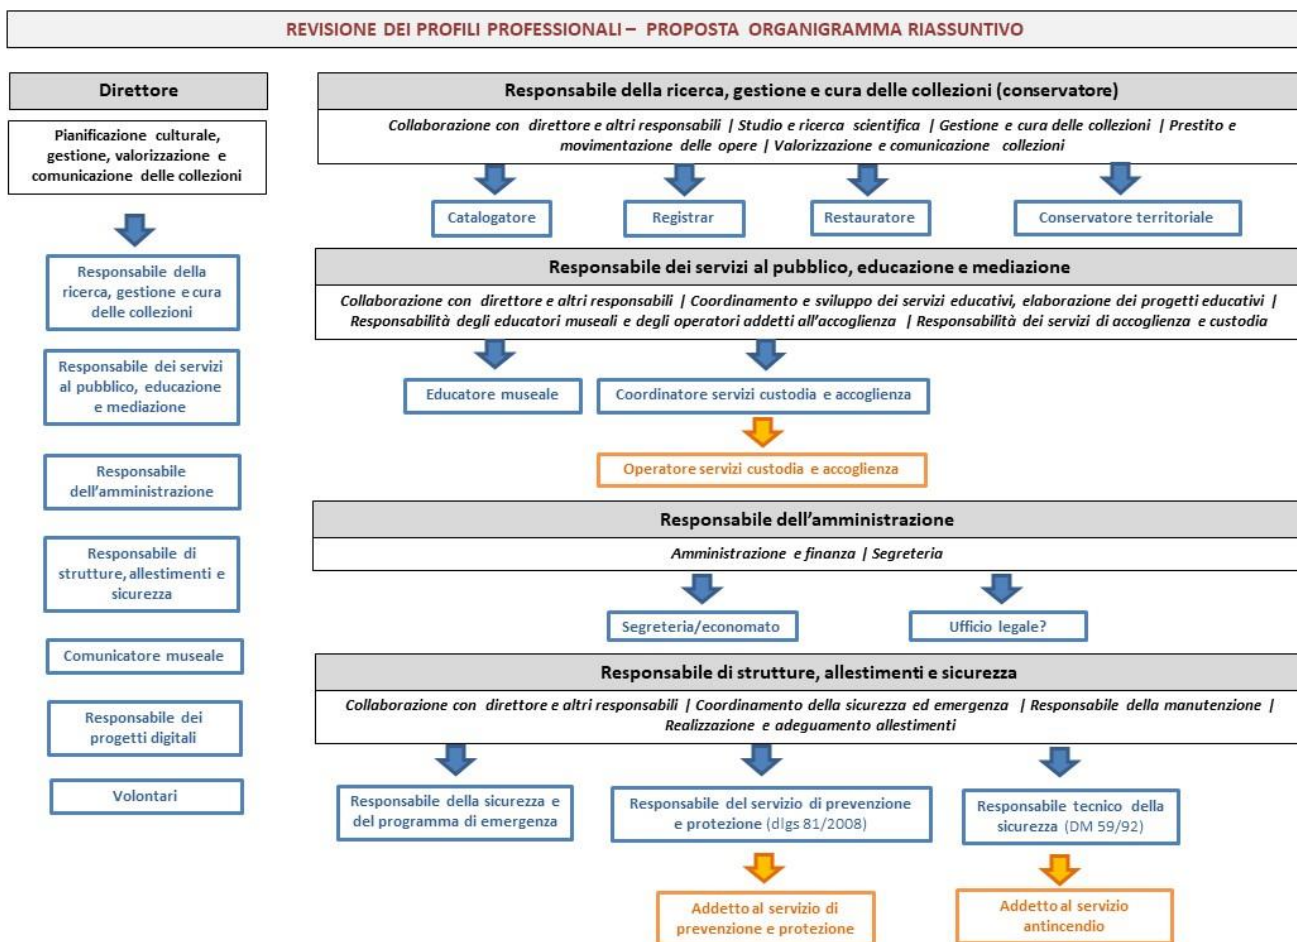 REVISIONE DEI PROFILI PROFESSIONALI – PROPOSTA ORGANIGRAMMA RIASSUNTIVO
Direttore
Pianificazione culturale,
gestione, valorizzazione e
comunicazione delle collezioni
Responsabile della
ricerca, gestione e cura
delle collezioni
Responsabile dei servizi
al pubblico, educazione
e mediazione
Responsabile
dell'amministrazione
Responsabile di
strutture, allestimenti e
sicurezza
Comunicatore museale
Responsabile dei
progetti digitali
Volontari
Responsabile della ricerca, gestione e cura delle collezioni (conservatore)
Collaborazione con direttore e altri responsabili | Studio e ricerca scientifica | Gestione e cura delle collezioni | Prestito e
movimentazione delle opere | Valorizzazione e comunicazione collezioni
Catalogatore
Registrar
Restauratore
Conservatore territoriale
Responsabile dei servizi al pubblico, educazione e mediazione
Collaborazione con direttore e altri responsabili | Coordinamento e sviluppo dei servizi educativi, elaborazione dei progetti educativi |
Responsabilità degli educatori museali e degli operatori addetti all'accoglienza | Responsabilità dei servizi di accoglienza e custodia
Educatore museale
Coordinatore servizi custodia e accoglienza
Operatore servizi custodia e accoglienza
Responsabile dell'amministrazione
Amministrazione e finanza | Segreteria
Segreteria/economato
Ufficio legale?
Responsabile di strutture, allestimenti e sicurezza
Collaborazione con direttore e altri responsabili | Coordinamento della sicurezza ed emergenza | Responsabile della manutenzione |
Realizzazione e adeguamento allestimenti
Responsabile della sicurezza e
del programma di emergenza
Responsabile del servizio di prevenzione
e protezione (dlgs 81/2008)
Responsabile tecnico della
sicurezza (DM 59/92)
Addetto al servizio di
prevenzione e protezione
Addetto al servizio
antincendio